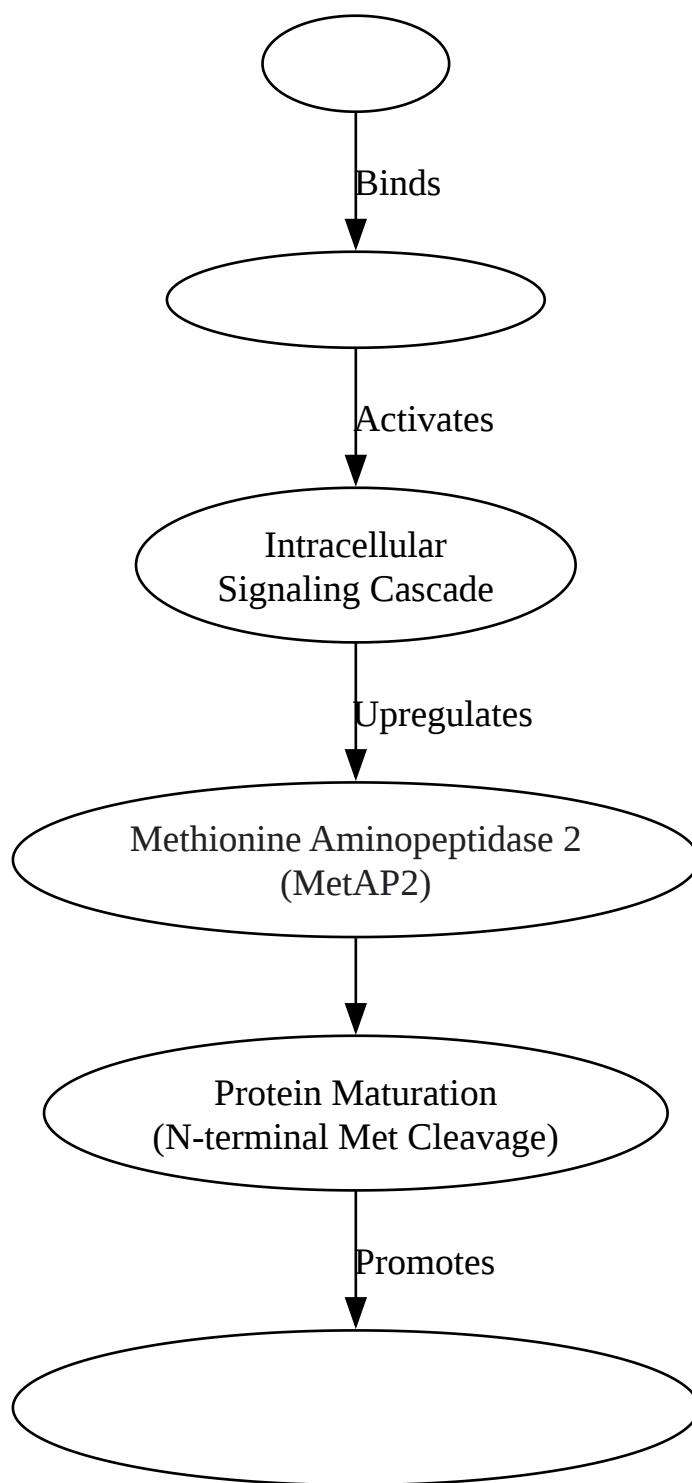 Binds
Activates
Intracellular
Signaling Cascade
Upregulates
Methionine Aminopeptidase 2
(MetAP2)
Protein Maturation
(N-terminal Met Cleavage)
Promotes